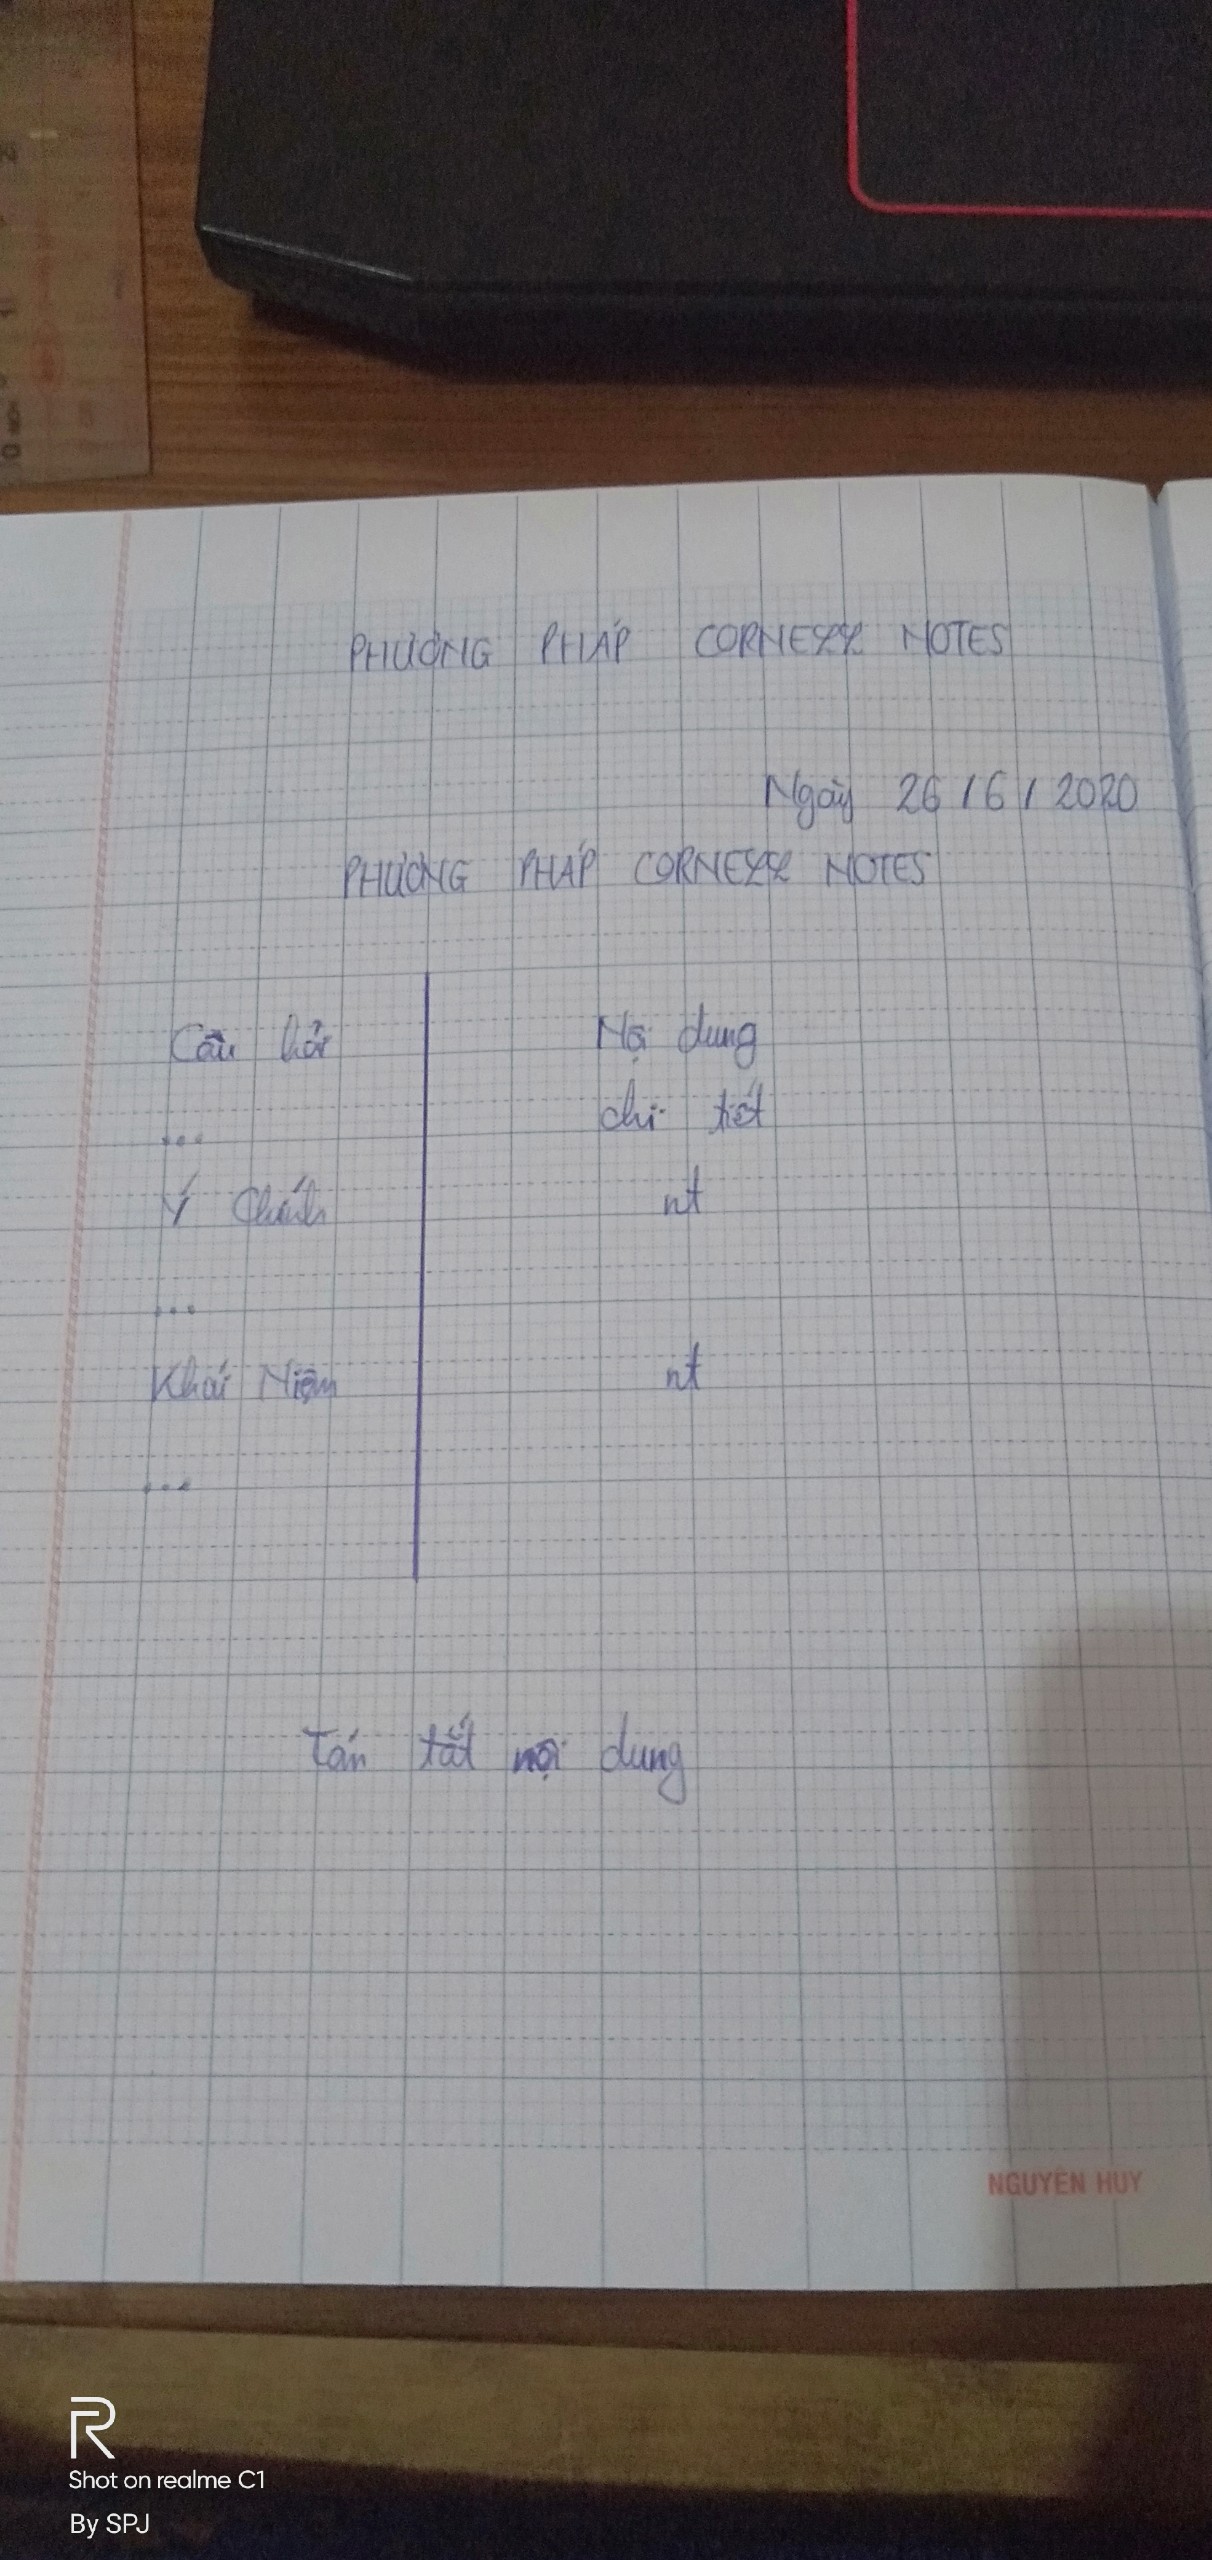 PHƯƠNG PHÁP CORNELL NOTES
Ngày 26/6/2020
PHƯƠNG PHÁP CORNELL NOTES
Câu hỏi
Nội dung
...
chi tiết
Ý Chính
nt
...
Khái Niệm
nt
...
Tóm tắt nội dung
NGUYÊN HUY
R
Shot on realme C1
By SPJ